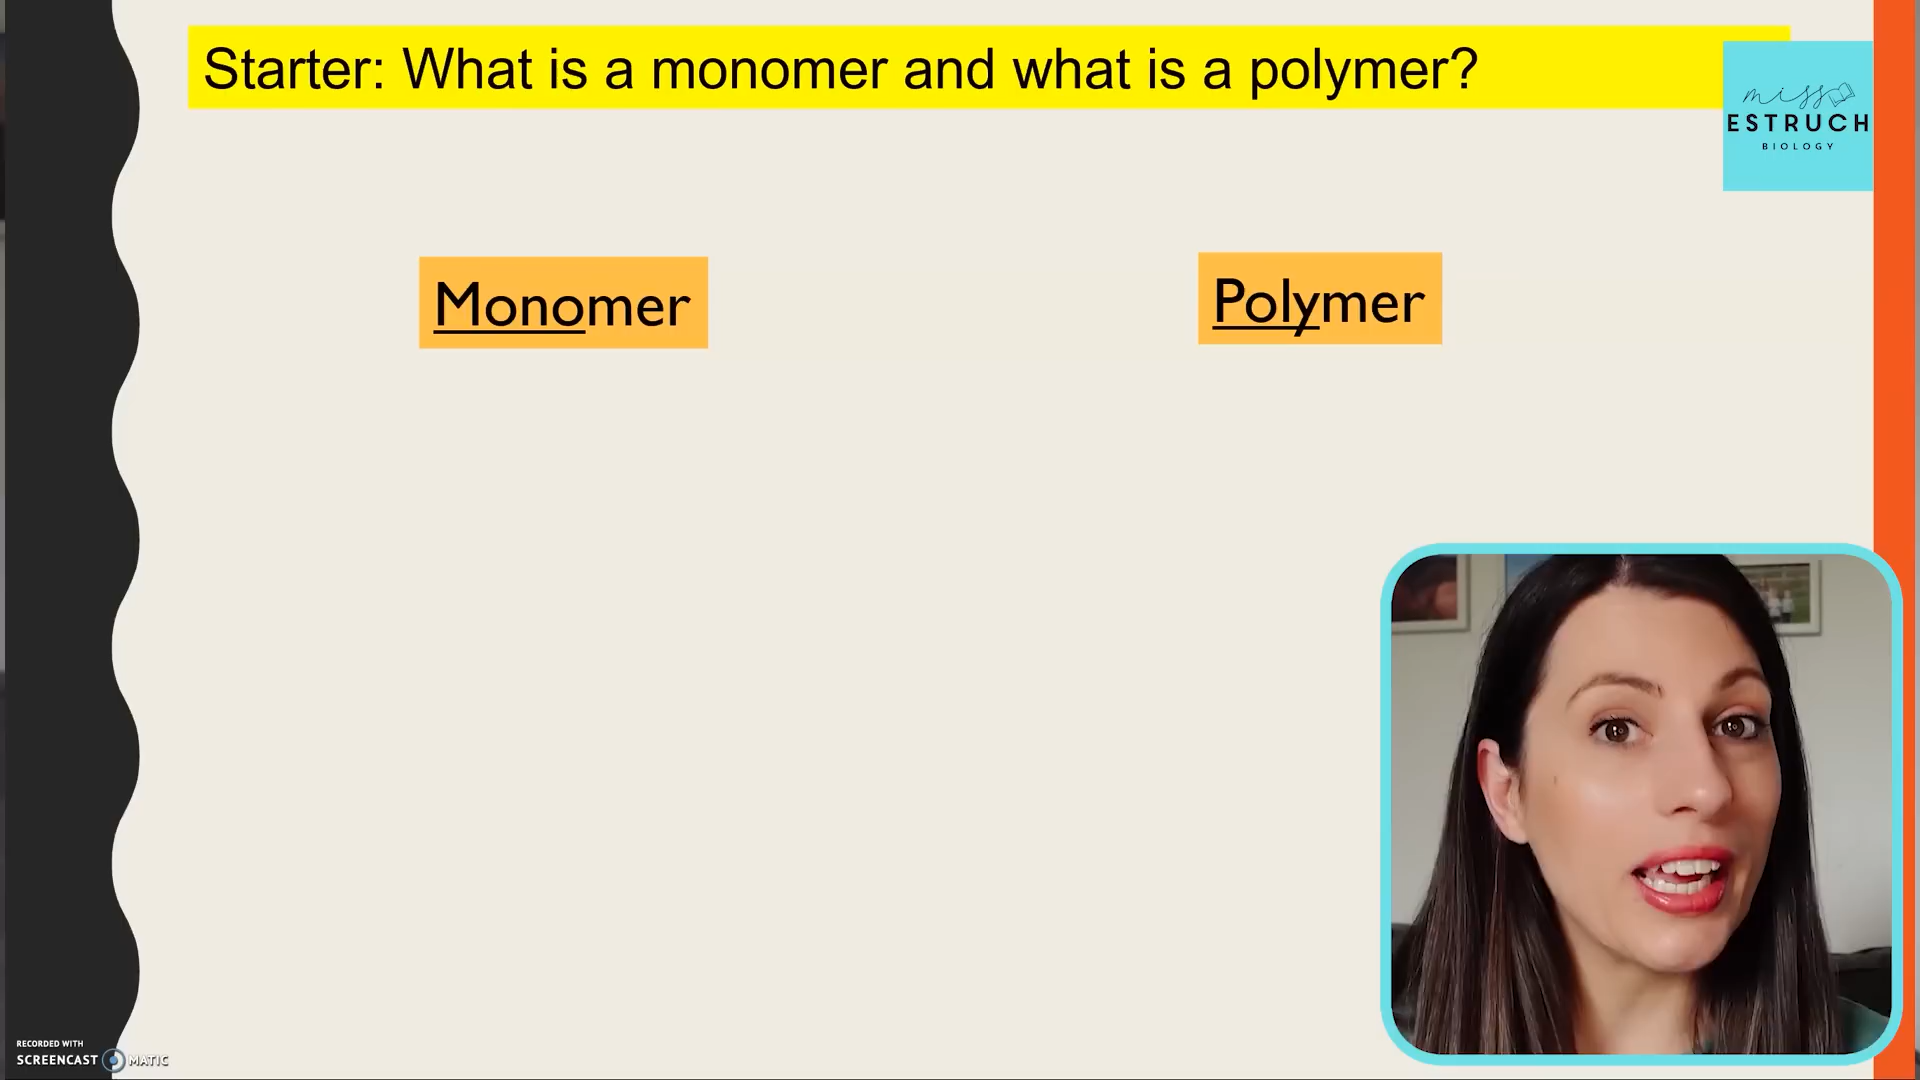 Starter: What is a monomer and what is a polymer?
miss
ESTRUCH
BIOLOGY
Monomer
Polymer
RECORDED WITH
SCREENCAST MATIC